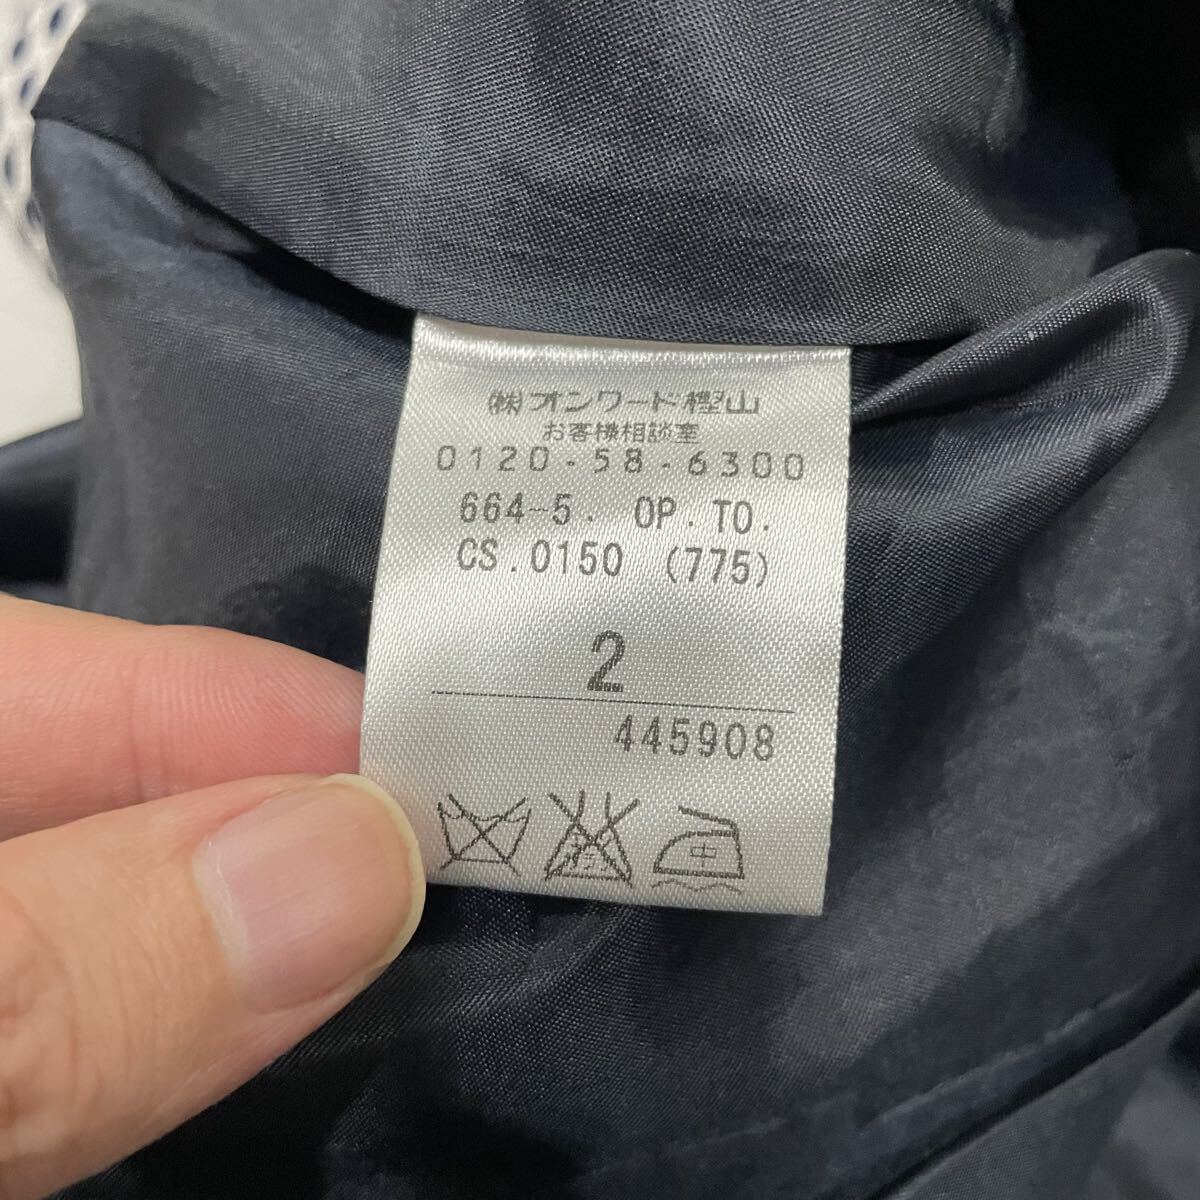 ㈱オンワード樫山
お客様相談室
0120-58-6300
664-5. OP.TO.
CS.0150 (775)
2
445908
中